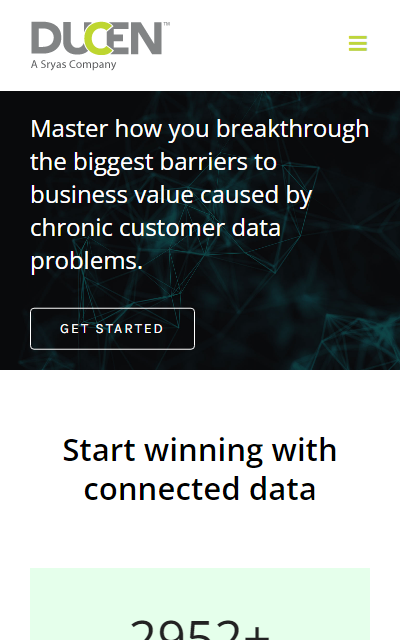 DUCEN™
A Sryas Company
Master how you breakthrough
the biggest barriers to
business value caused by
chronic customer data
problems.
GET STARTED
Start winning with
connected data
2952+